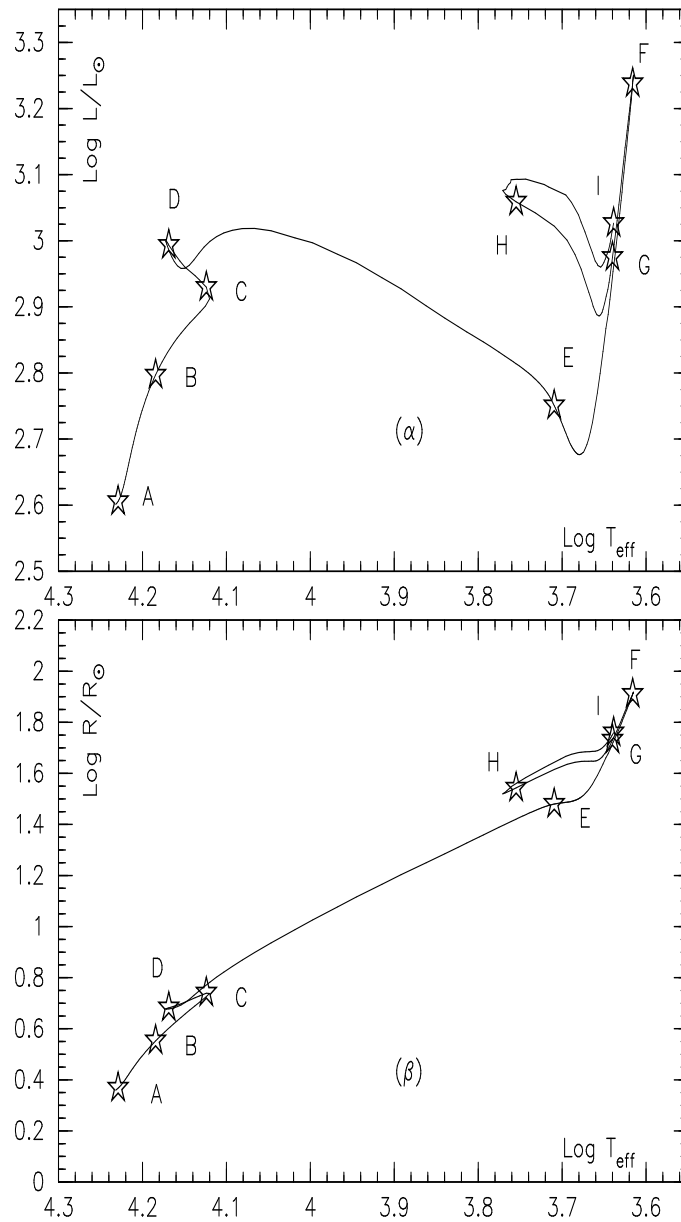 3.3
3.2
3.1
3
2.9
2.8
2.7
2.6
2.5
Log L/L☉
F
D
I
H
G
C
E
B
(α)
A
Log T_eff
4.3 4.2 4.1 4 3.9 3.8 3.7 3.6
2.2
2
1.8
1.6
1.4
1.2
1
0.8
0.6
0.4
0.2
0
Log R/R☉
F
I
H
G
E
D
C
B
(β)
A
Log T_eff
4.3 4.2 4.1 4 3.9 3.8 3.7 3.6